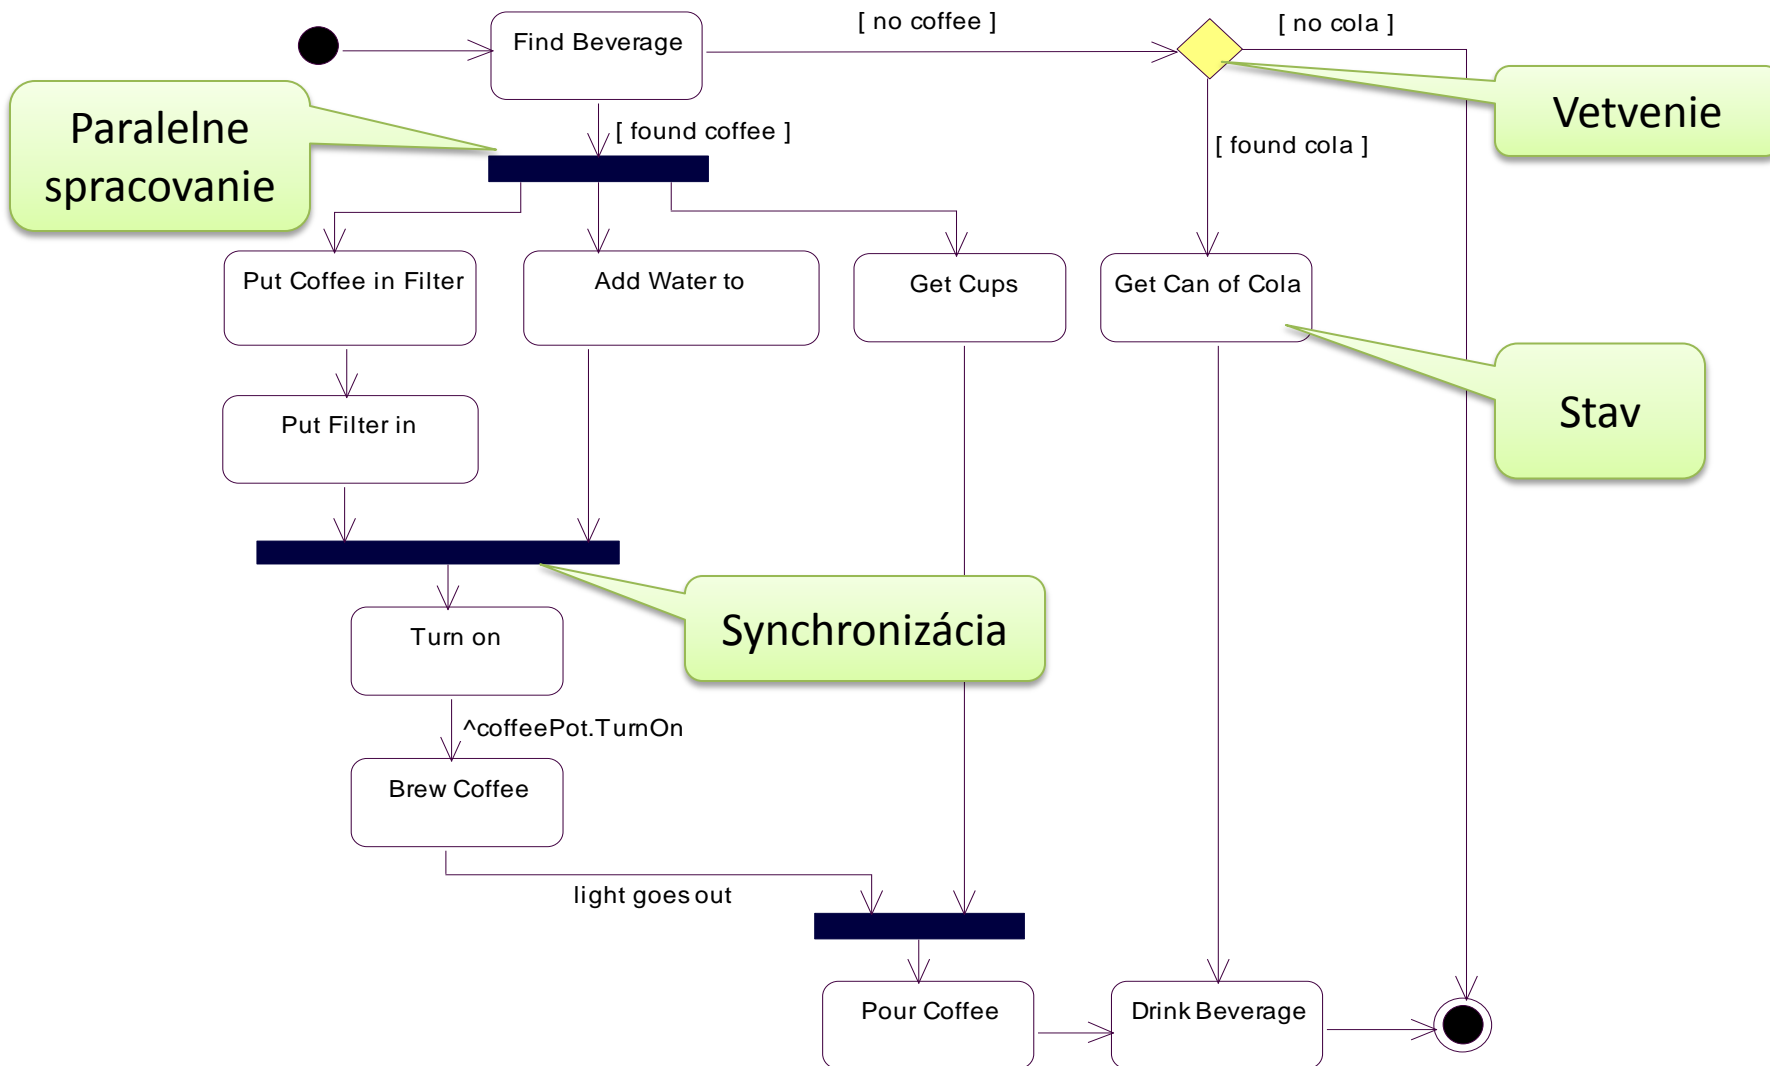 [ no coffee ]
[ no cola ]
Find Beverage
Paralelne
spracovanie
Vetvenie
[ found coffee ]
[ found cola ]
Put Coffee in Filter
Add Water to
Get Cups
Get Can of Cola
Stav
Put Filter in
Synchronizácia
Turn on
^coffeePot.TurnOn
Brew Coffee
light goes out
Pour Coffee
Drink Beverage